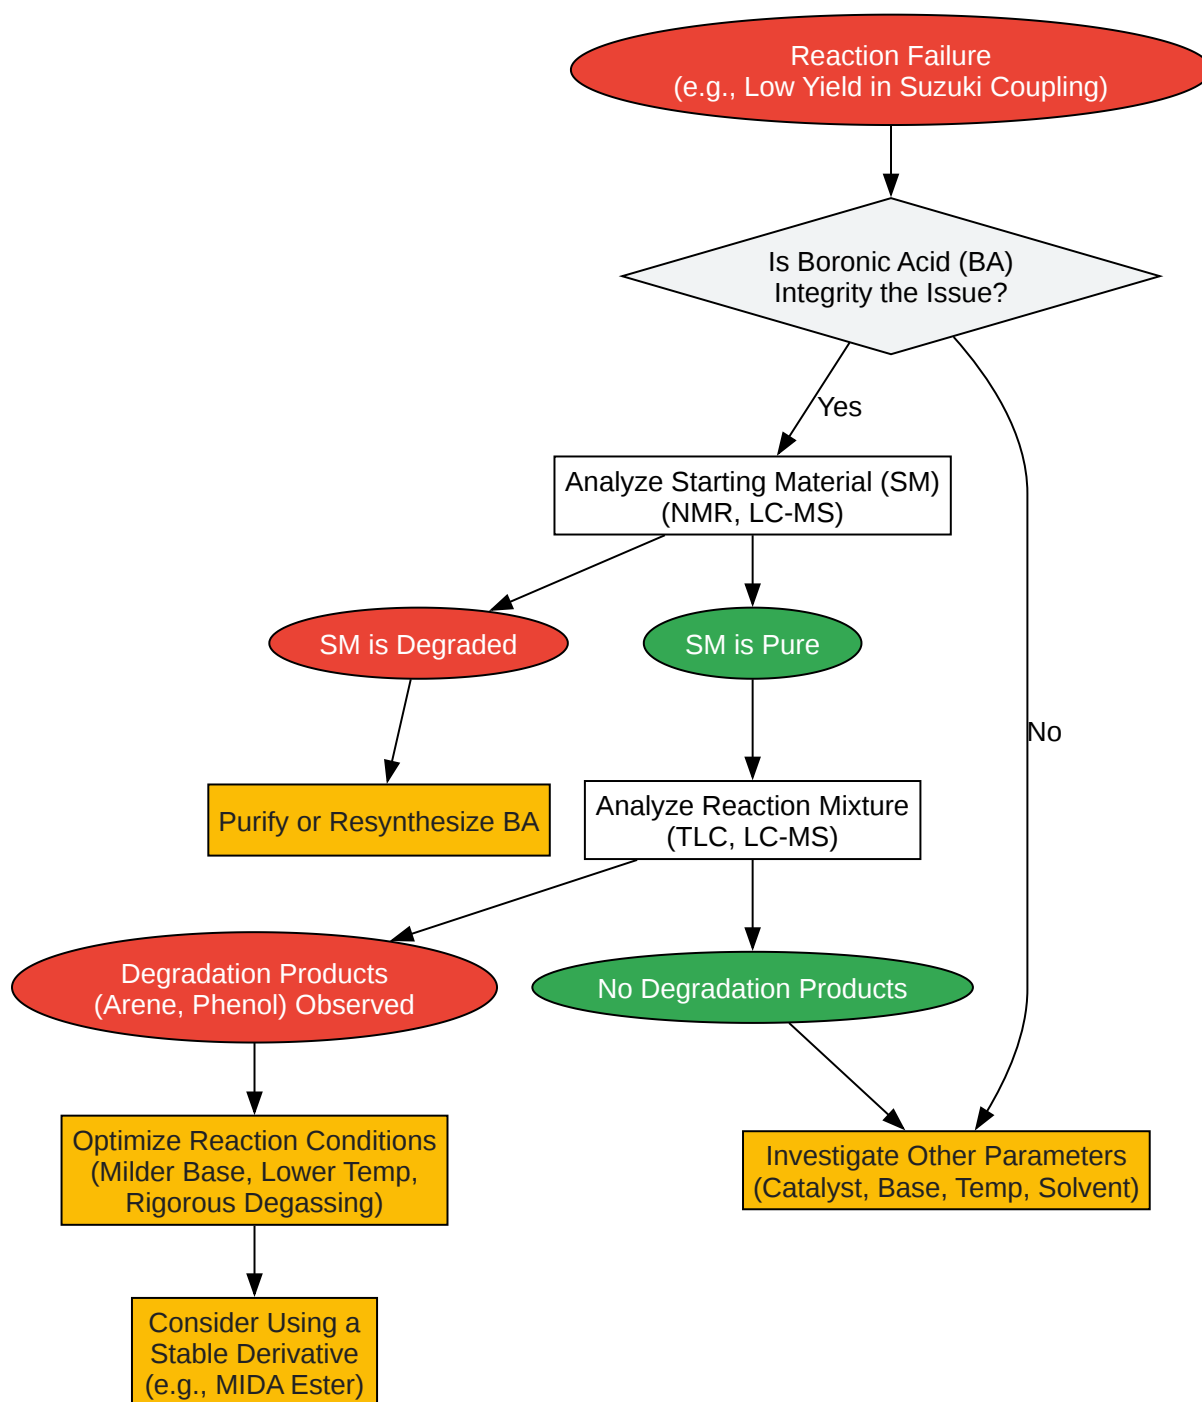 Reaction Failure
(e.g., Low Yield in Suzuki Coupling)
Is Boronic Acid (BA)
Integrity the Issue?
Yes
Analyze Starting Material (SM)
(NMR, LC-MS)
SM is Degraded
SM is Pure
No
Purify or Resynthesize BA
Analyze Reaction Mixture
(TLC, LC-MS)
Degradation Products
(Arene, Phenol) Observed
No Degradation Products
Optimize Reaction Conditions
(Milder Base, Lower Temp,
Rigorous Degassing)
Investigate Other Parameters
(Catalyst, Base, Temp, Solvent)
Consider Using a
Stable Derivative
(e.g., MIDA Ester)